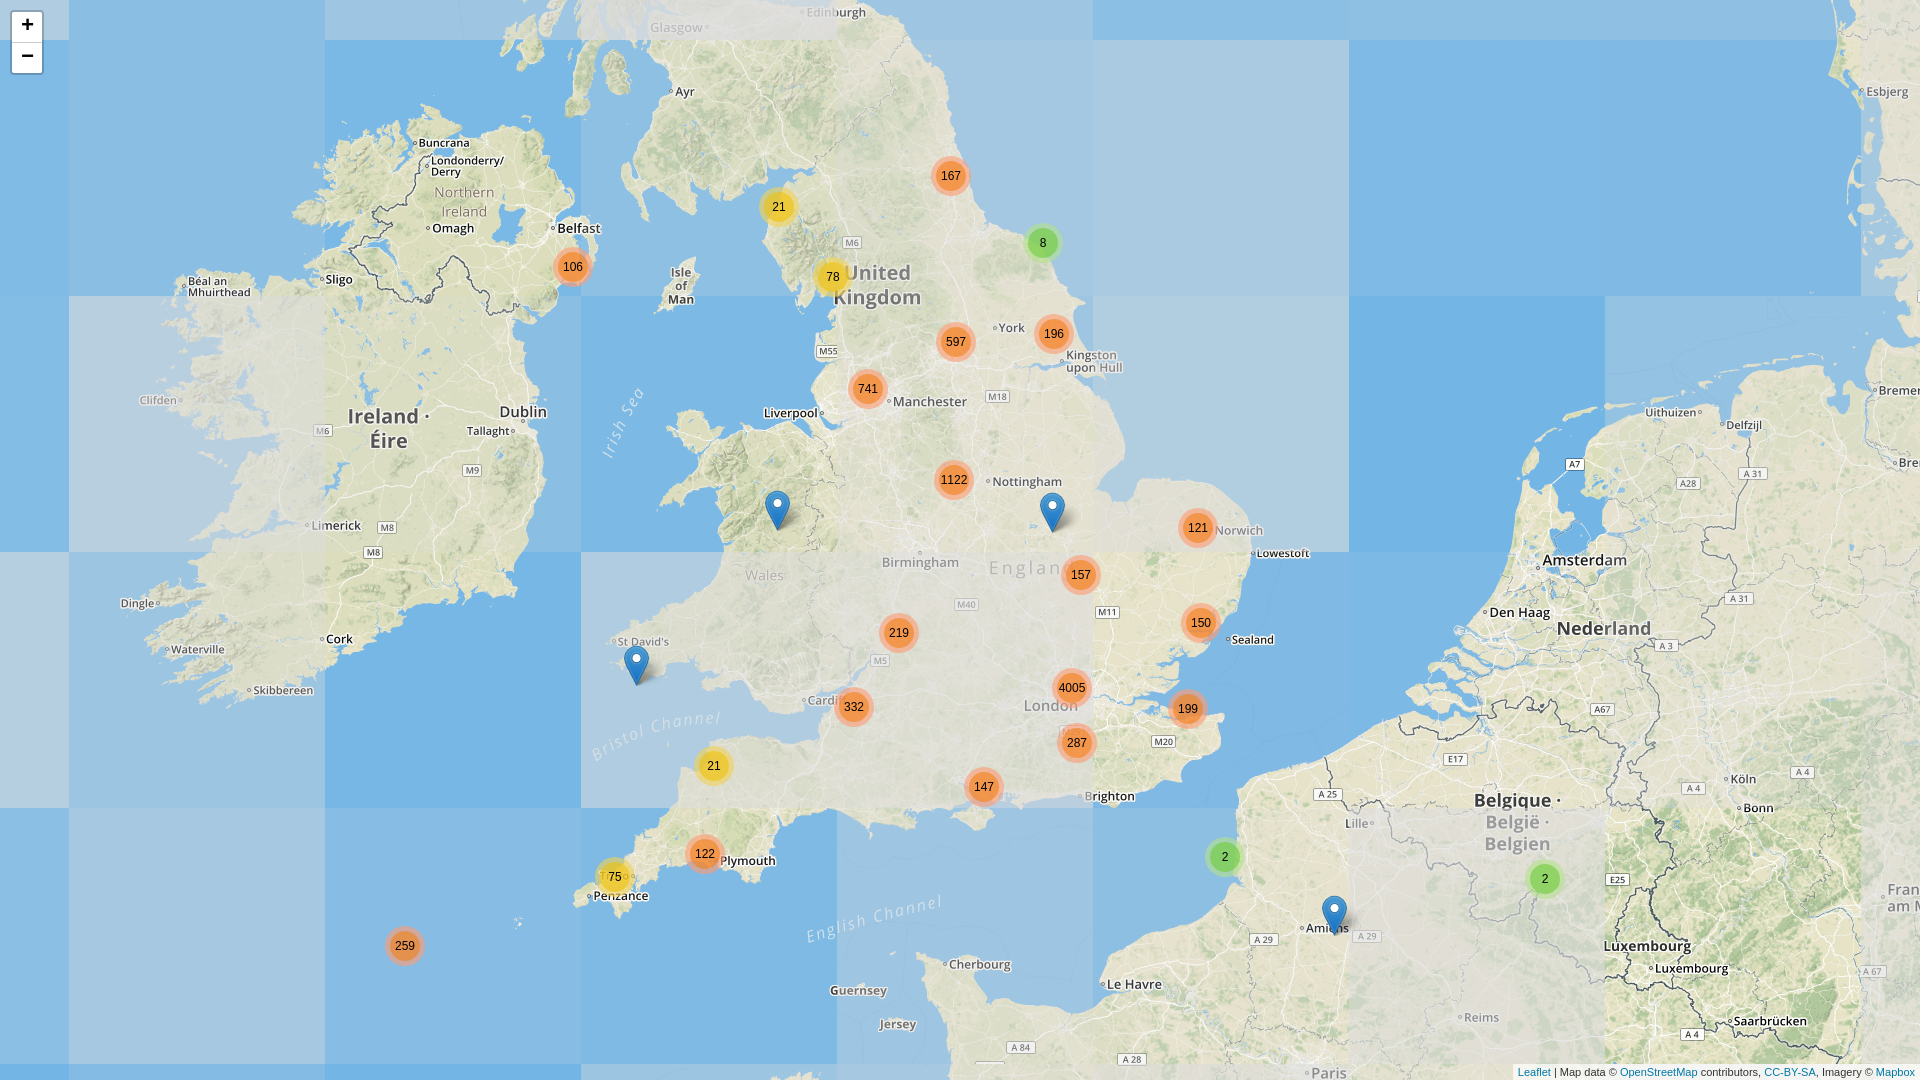 +
−
Glasgow
Edinburgh
Ayr
Esbjerg
Buncrana
Londonderry/
Derry
Northern
Ireland
Omagh
Belfast
167
21
8
M6
106
78
United
Kingdom
Isle
of
Man
Sligo
Béal an
Mhuirthead
York
196
597
M55
Kingston
upon Hull
741
Manchester
M18
Liverpool
Irish Sea
Clifden
Ireland ·
Éire
M6
Dublin
Tallaght
M9
Uithuizen
Delfzijl
A7
A 31
A28
1122
Nottingham
121
Norwich
Limerick
M8
M8
Lowestoft
Birmingham
Wales
157
Amsterdam
Dingle
M40
M11
A 31
Den Haag
Nederland
219
150
Sealand
Cork
St David's
Waterville
M5
A 3
Skibbereen
4005
London
199
332
A67
Bristol Channel
287
M20
E17
21
147
Brighton
A 25
Köln
A 4
A 4
Bonn
Belgique ·
België ·
Belgien
Lille
122
Plymouth
2
75
Penzance
2
E25
English Channel
259
Amiens
A 29
A 29
Luxembourg
Luxembourg
A 67
Cherbourg
Le Havre
Guernsey
Jersey
Reims
Saarbrücken
A 4
A 84
A 28
Paris
Leaflet | Map data © OpenStreetMap contributors, CC-BY-SA, Imagery © Mapbox